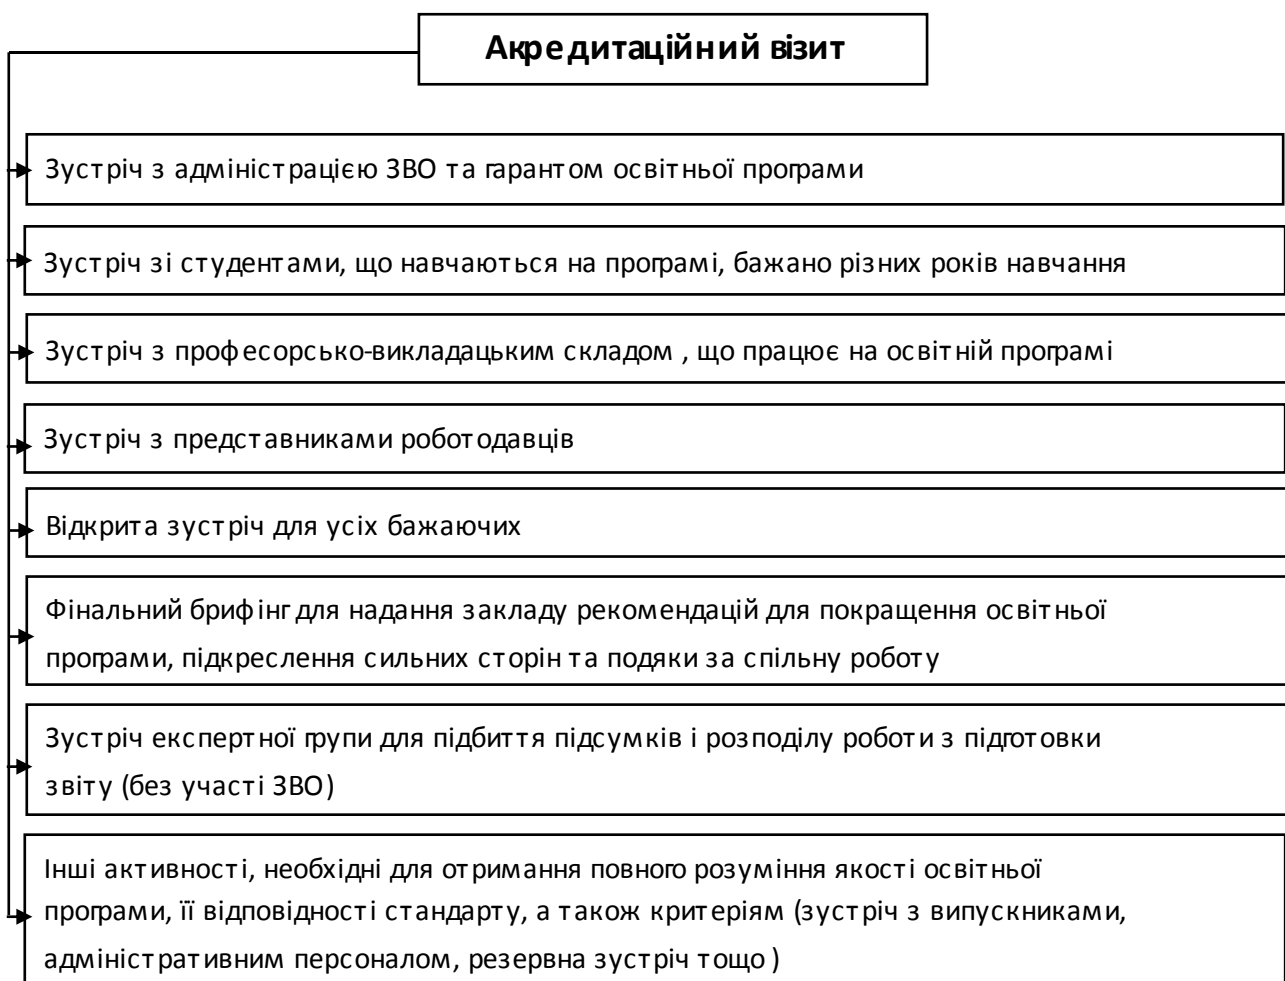 Акредитаційний візит
Зустріч з адміністрацією ЗВО та гарантом освітньої програми
Зустріч зі студентами, що навчаються на програмі, бажано різних років навчання
Зустріч з професорсько-викладацьким складом , що працює на освітній програмі
Зустріч з представниками роботодавців
Відкрита зустріч для усіх бажаючих
Фінальний брифінг для надання закладу рекомендацій для покращення освітньої
програми, підкреслення сильних сторін та подяки за спільну роботу
Зустріч експертної групи для підбиття підсумків і розподілу роботи з підготовки
звіту (без участі ЗВО)
Інші активності, необхідні для отримання повного розуміння якості освітньої
програми, її відповідності стандарту, а також критеріям (зустріч з випускниками,
адміністративним персоналом, резервна зустріч тощо )